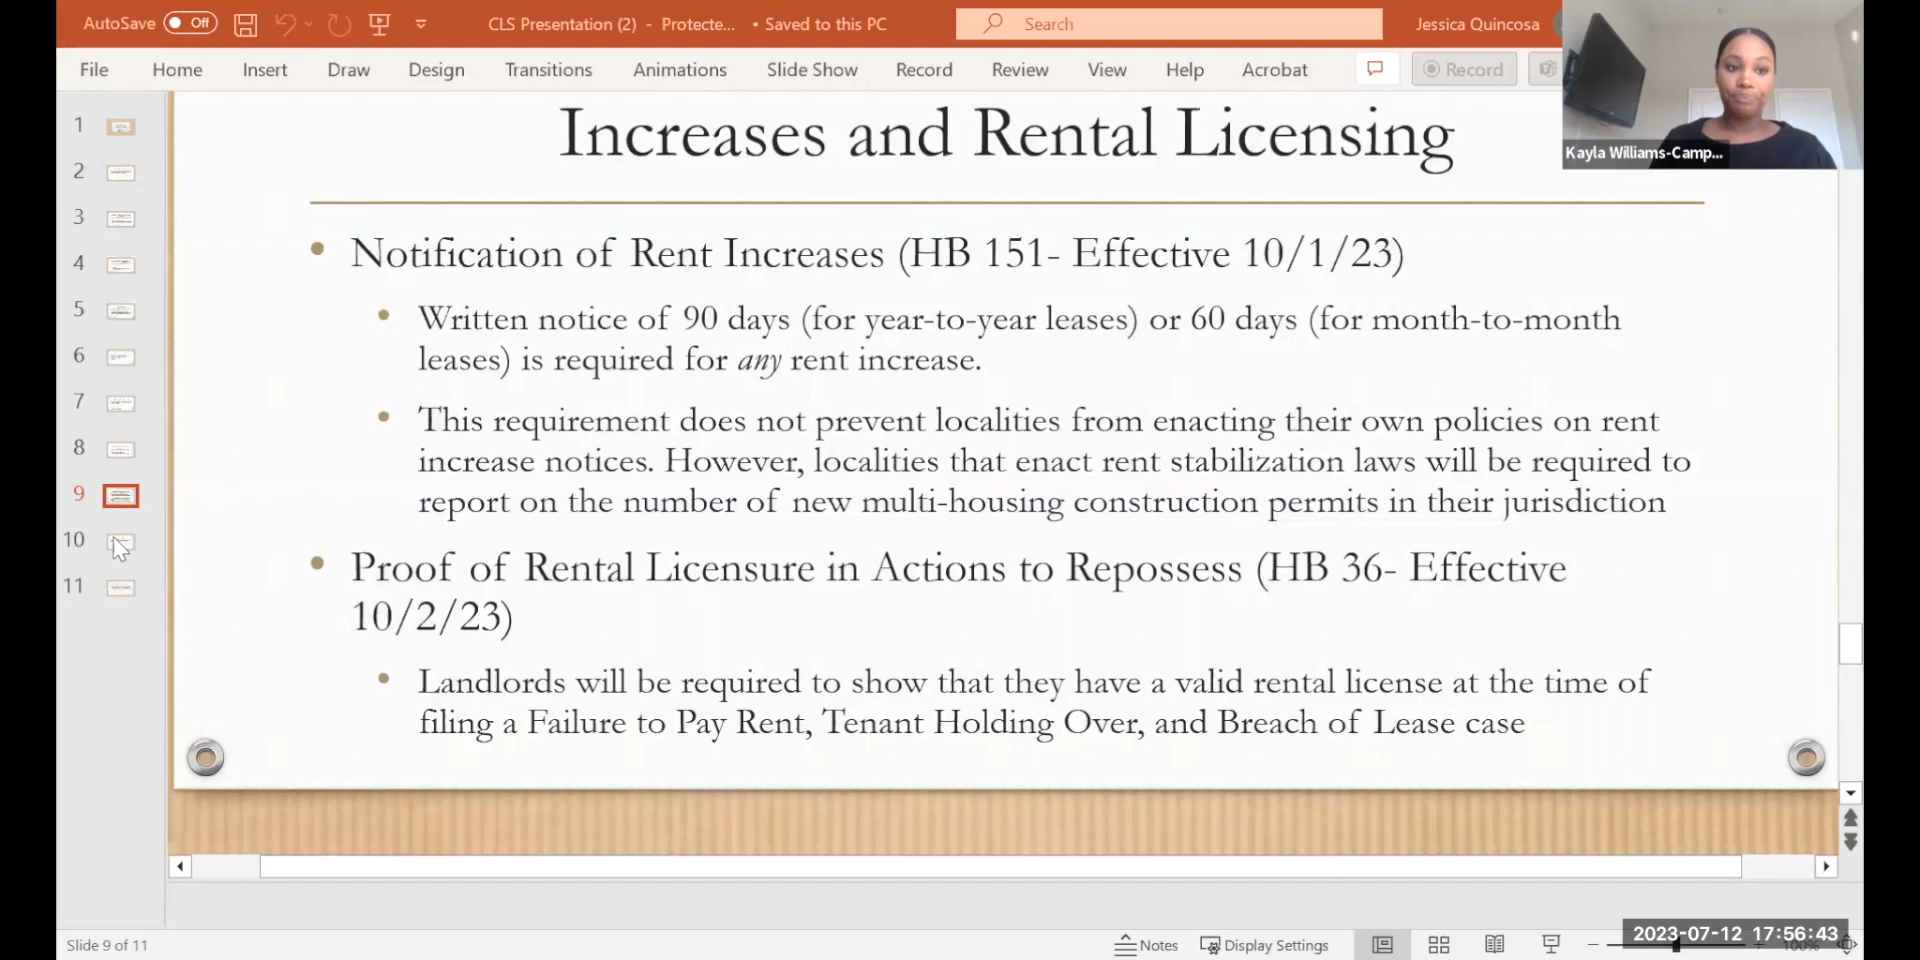 AutoSave Off CLS Presentation (2) - Protecte... • Saved to this PC Search Jessica Quincosa
File Home Insert Draw Design Transitions Animations Slide Show Record Review View Help Acrobat Record
Kayla Williams-Camp...
1
2
3
4
5
6
7
8
9
10
11
Increases and Rental Licensing
• Notification of Rent Increases (HB 151- Effective 10/1/23)
• Written notice of 90 days (for year-to-year leases) or 60 days (for month-to-month
leases) is required for any rent increase.
• This requirement does not prevent localities from enacting their own policies on rent
increase notices. However, localities that enact rent stabilization laws will be required to
report on the number of new multi-housing construction permits in their jurisdiction
• Proof of Rental Licensure in Actions to Repossess (HB 36- Effective
10/2/23)
• Landlords will be required to show that they have a valid rental license at the time of
filing a Failure to Pay Rent, Tenant Holding Over, and Breach of Lease case
Slide 9 of 11 Notes Display Settings 100%
2023-07-12 17:56:43